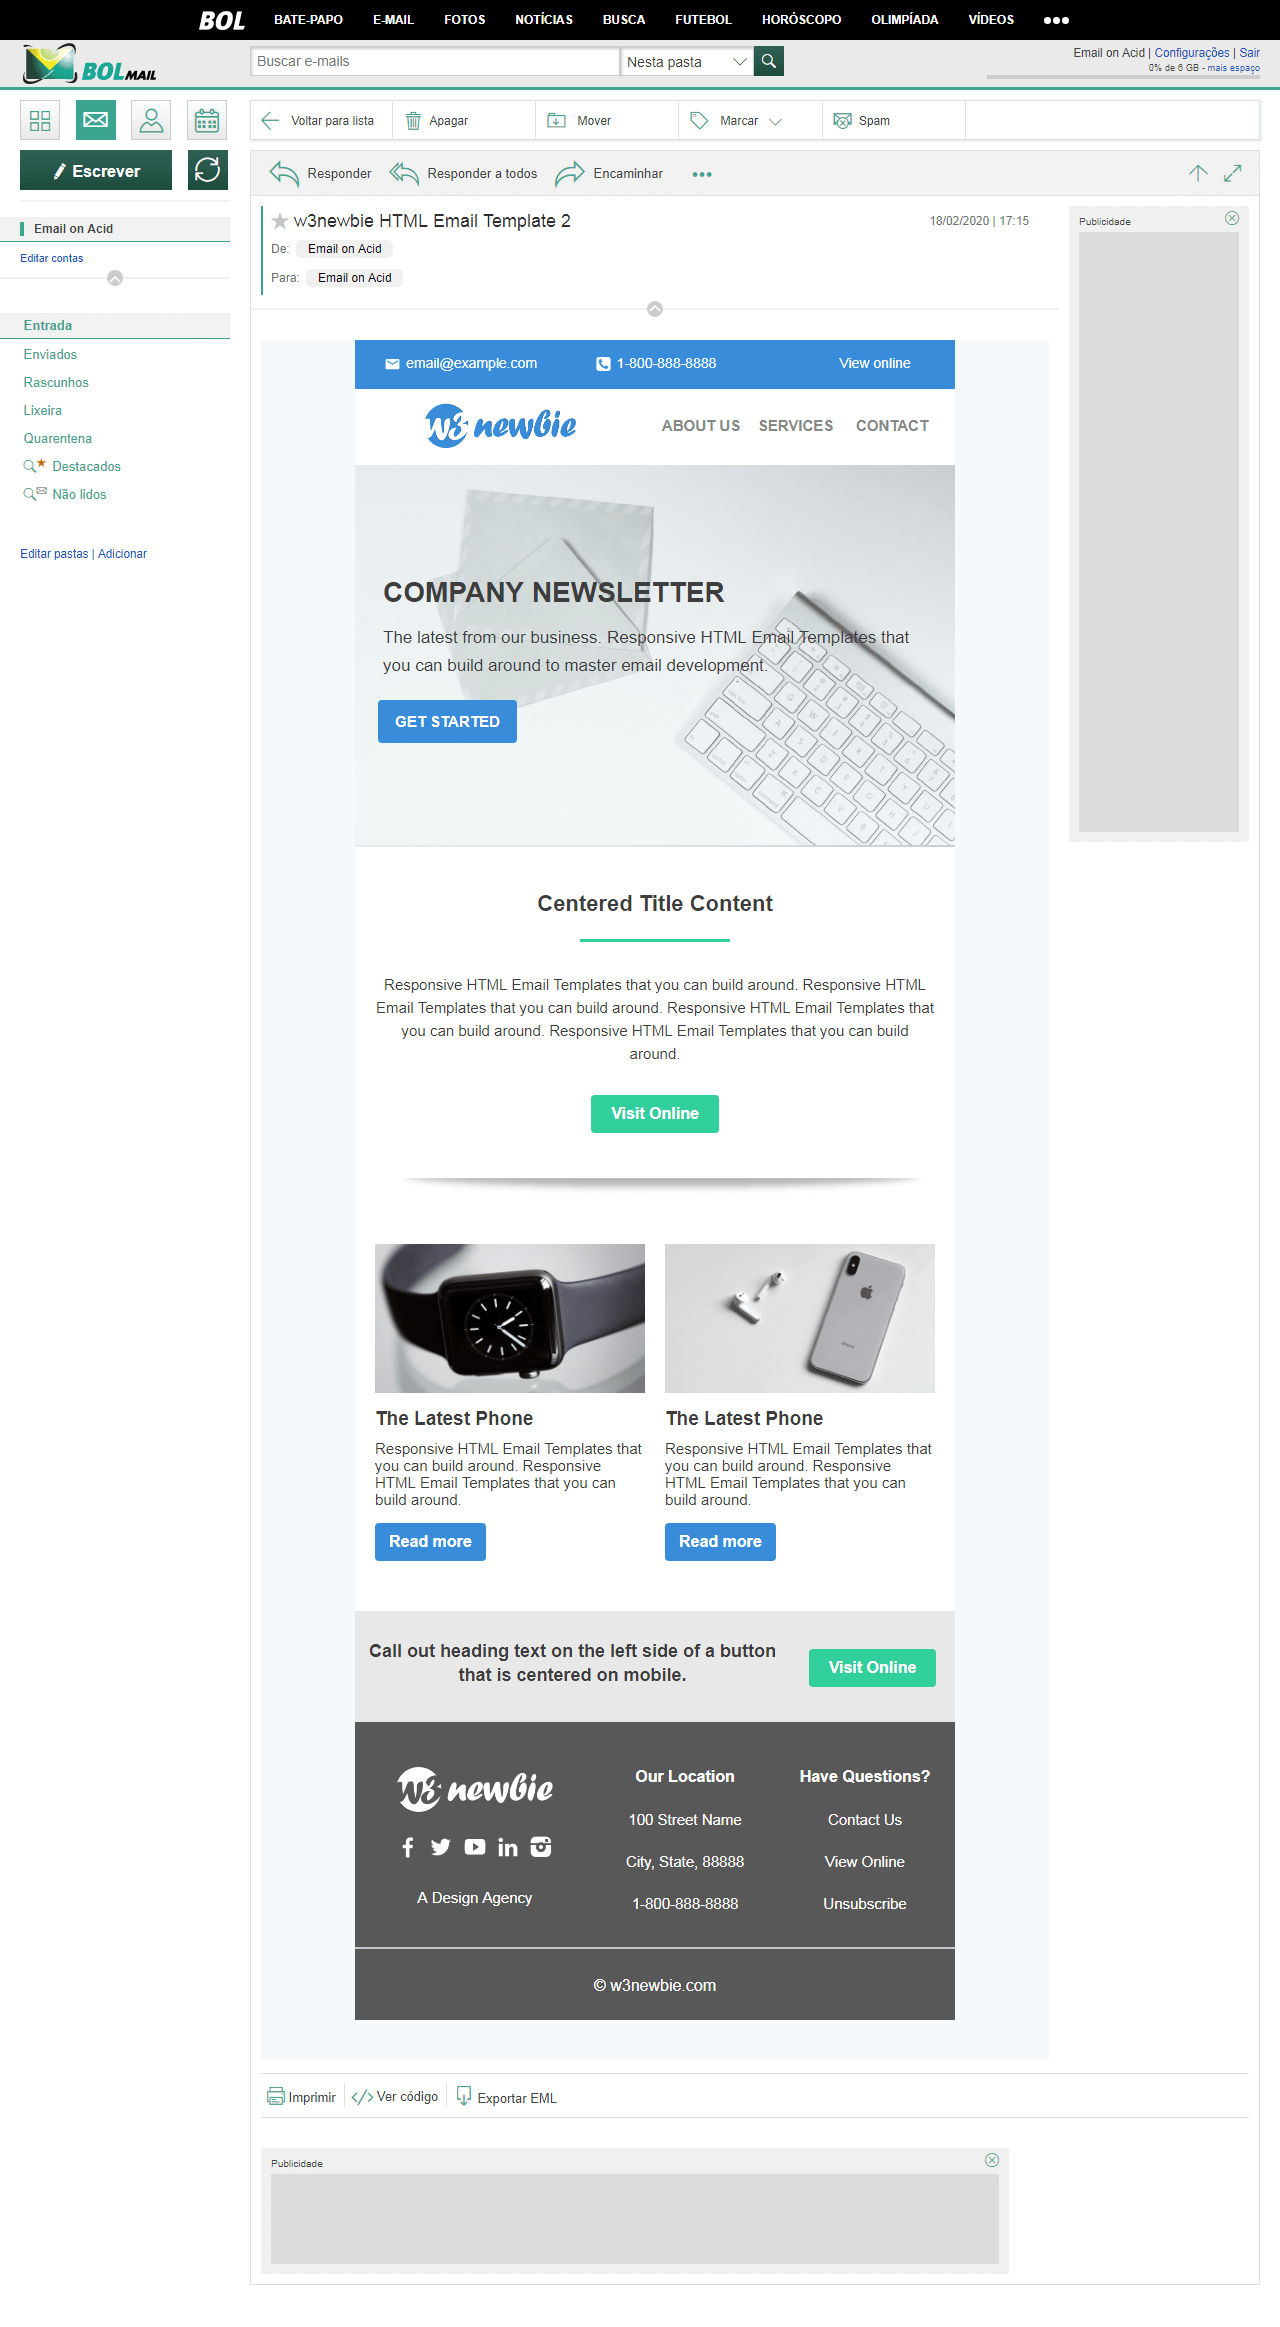 BOL BATE-PAPO E-MAIL FOTOS NOTÍCIAS BUSCA FUTEBOL HORÓSCOPO OLIMPÍADA VÍDEOS
BOL MAIL
Buscar e-mails
Nesta pasta
Email on Acid | Configurações | Sair
0% de 6 GB - mais espaço
Voltar para lista Apagar Mover Marcar Spam
Escrever
Responder Responder a todos Encaminhar
Email on Acid
Editar contas
Entrada
Enviados
Rascunhos
Lixeira
Quarentena
Destacados
Não lidos
Editar pastas | Adicionar
w3newbie HTML Email Template 2
18/02/2020 | 17:15
De: Email on Acid
Para: Email on Acid
Publicidade
email@example.com 1-800-888-8888 View online
w3 newbie
ABOUT US SERVICES CONTACT
COMPANY NEWSLETTER
The latest from our business. Responsive HTML Email Templates that
you can build around to master email development.
GET STARTED
Centered Title Content
Responsive HTML Email Templates that you can build around. Responsive HTML
Email Templates that you can build around. Responsive HTML Email Templates that
you can build around. Responsive HTML Email Templates that you can build
around.
Visit Online
The Latest Phone
Responsive HTML Email Templates that
you can build around. Responsive
HTML Email Templates that you can
build around.
Read more
The Latest Phone
Responsive HTML Email Templates that
you can build around. Responsive
HTML Email Templates that you can
build around.
Read more
Call out heading text on the left side of a button
that is centered on mobile.
Visit Online
w3 newbie
A Design Agency
Our Location
100 Street Name
City, State, 88888
1-800-888-8888
Have Questions?
Contact Us
View Online
Unsubscribe
© w3newbie.com
Imprimir Ver código Exportar EML
Publicidade